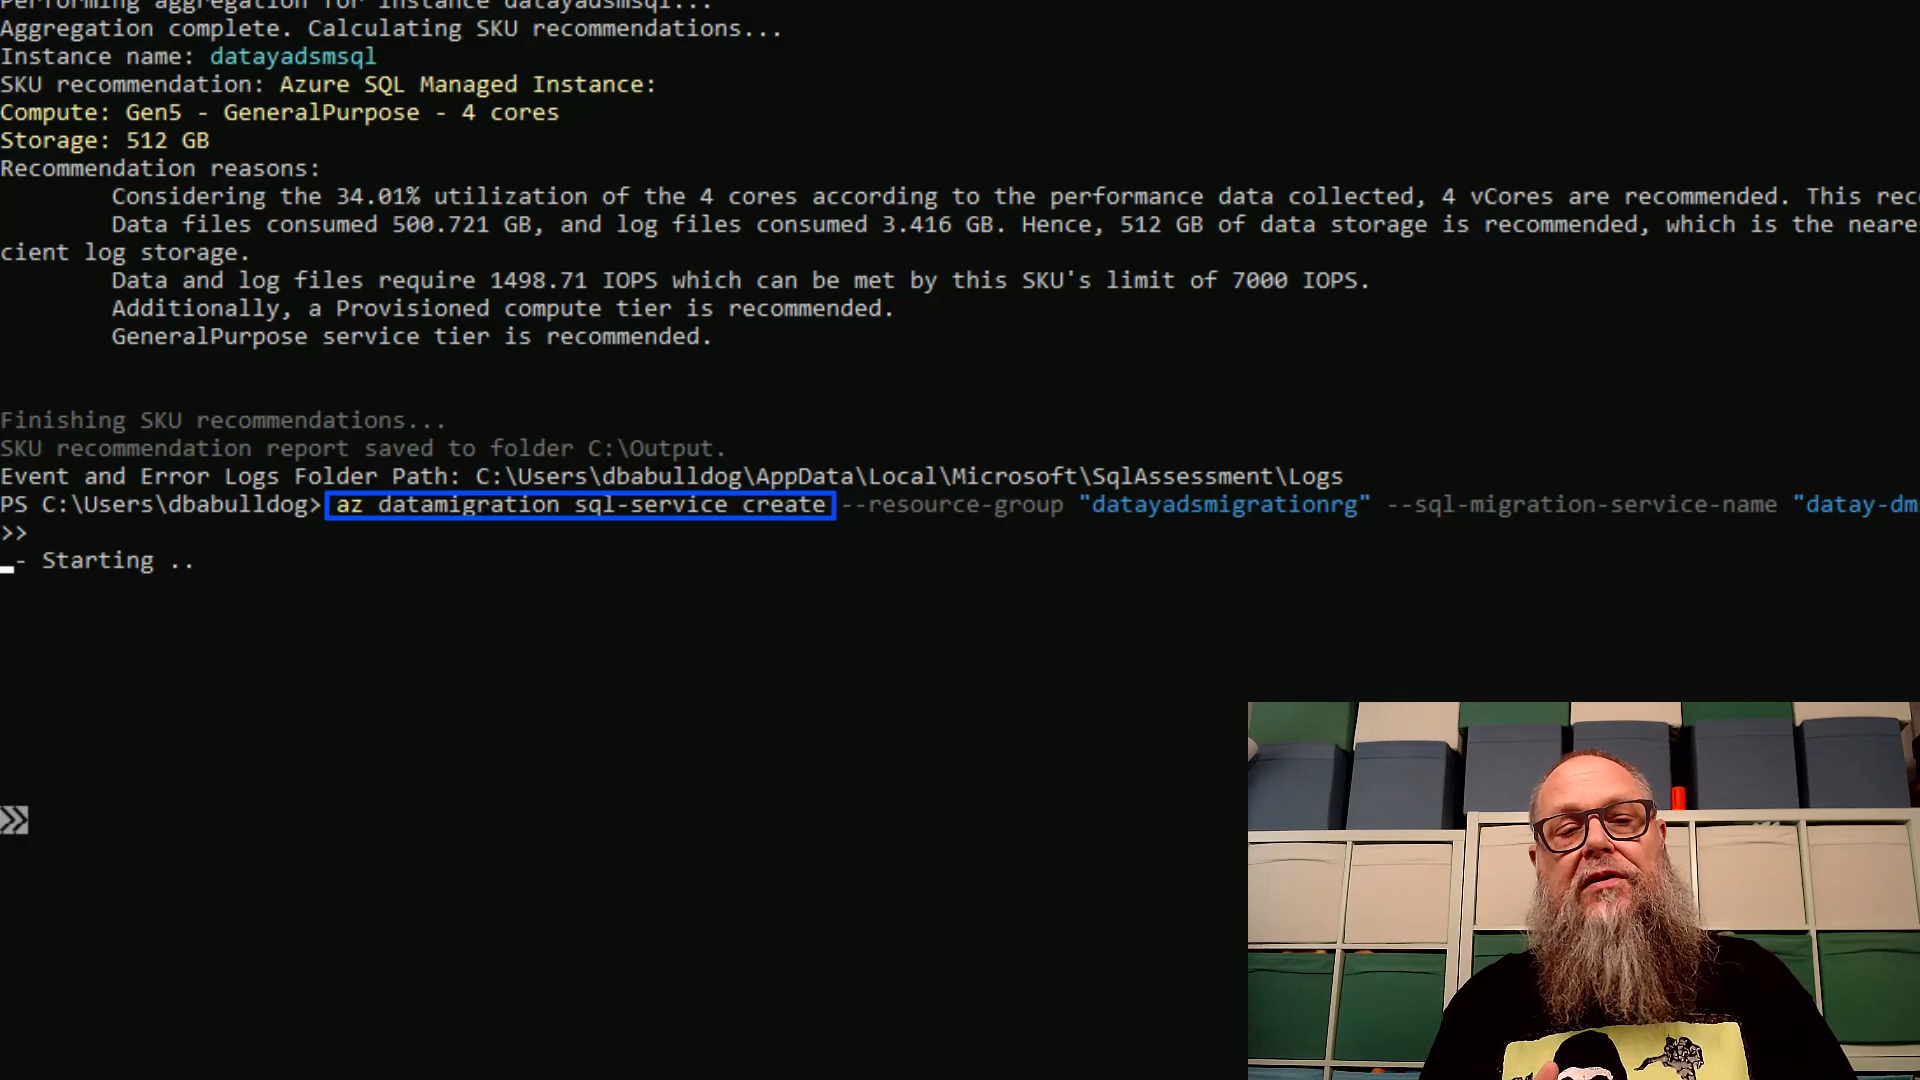 Performing aggregation for instance datayadsmsql...
Aggregation complete. Calculating SKU recommendations...
Instance name: datayadsmsql
SKU recommendation: Azure SQL Managed Instance:
Compute: Gen5 - GeneralPurpose - 4 cores
Storage: 512 GB
Recommendation reasons:
Considering the 34.01% utilization of the 4 cores according to the performance data collected, 4 vCores are recommended. This rec
Data files consumed 500.721 GB, and log files consumed 3.416 GB. Hence, 512 GB of data storage is recommended, which is the neare
cient log storage.
Data and log files require 1498.71 IOPS which can be met by this SKU's limit of 7000 IOPS.
Additionally, a Provisioned compute tier is recommended.
GeneralPurpose service tier is recommended.
Finishing SKU recommendations...
SKU recommendation report saved to folder C:\Output.
Event and Error Logs Folder Path: C:\Users\dbabulldog\AppData\Local\Microsoft\SqlAssessment\Logs
PS C:\Users\dbabulldog> az datamigration sql-service create --resource-group "datayadsmigrationrg" --sql-migration-service-name "datay-dm
>>
- Starting ..